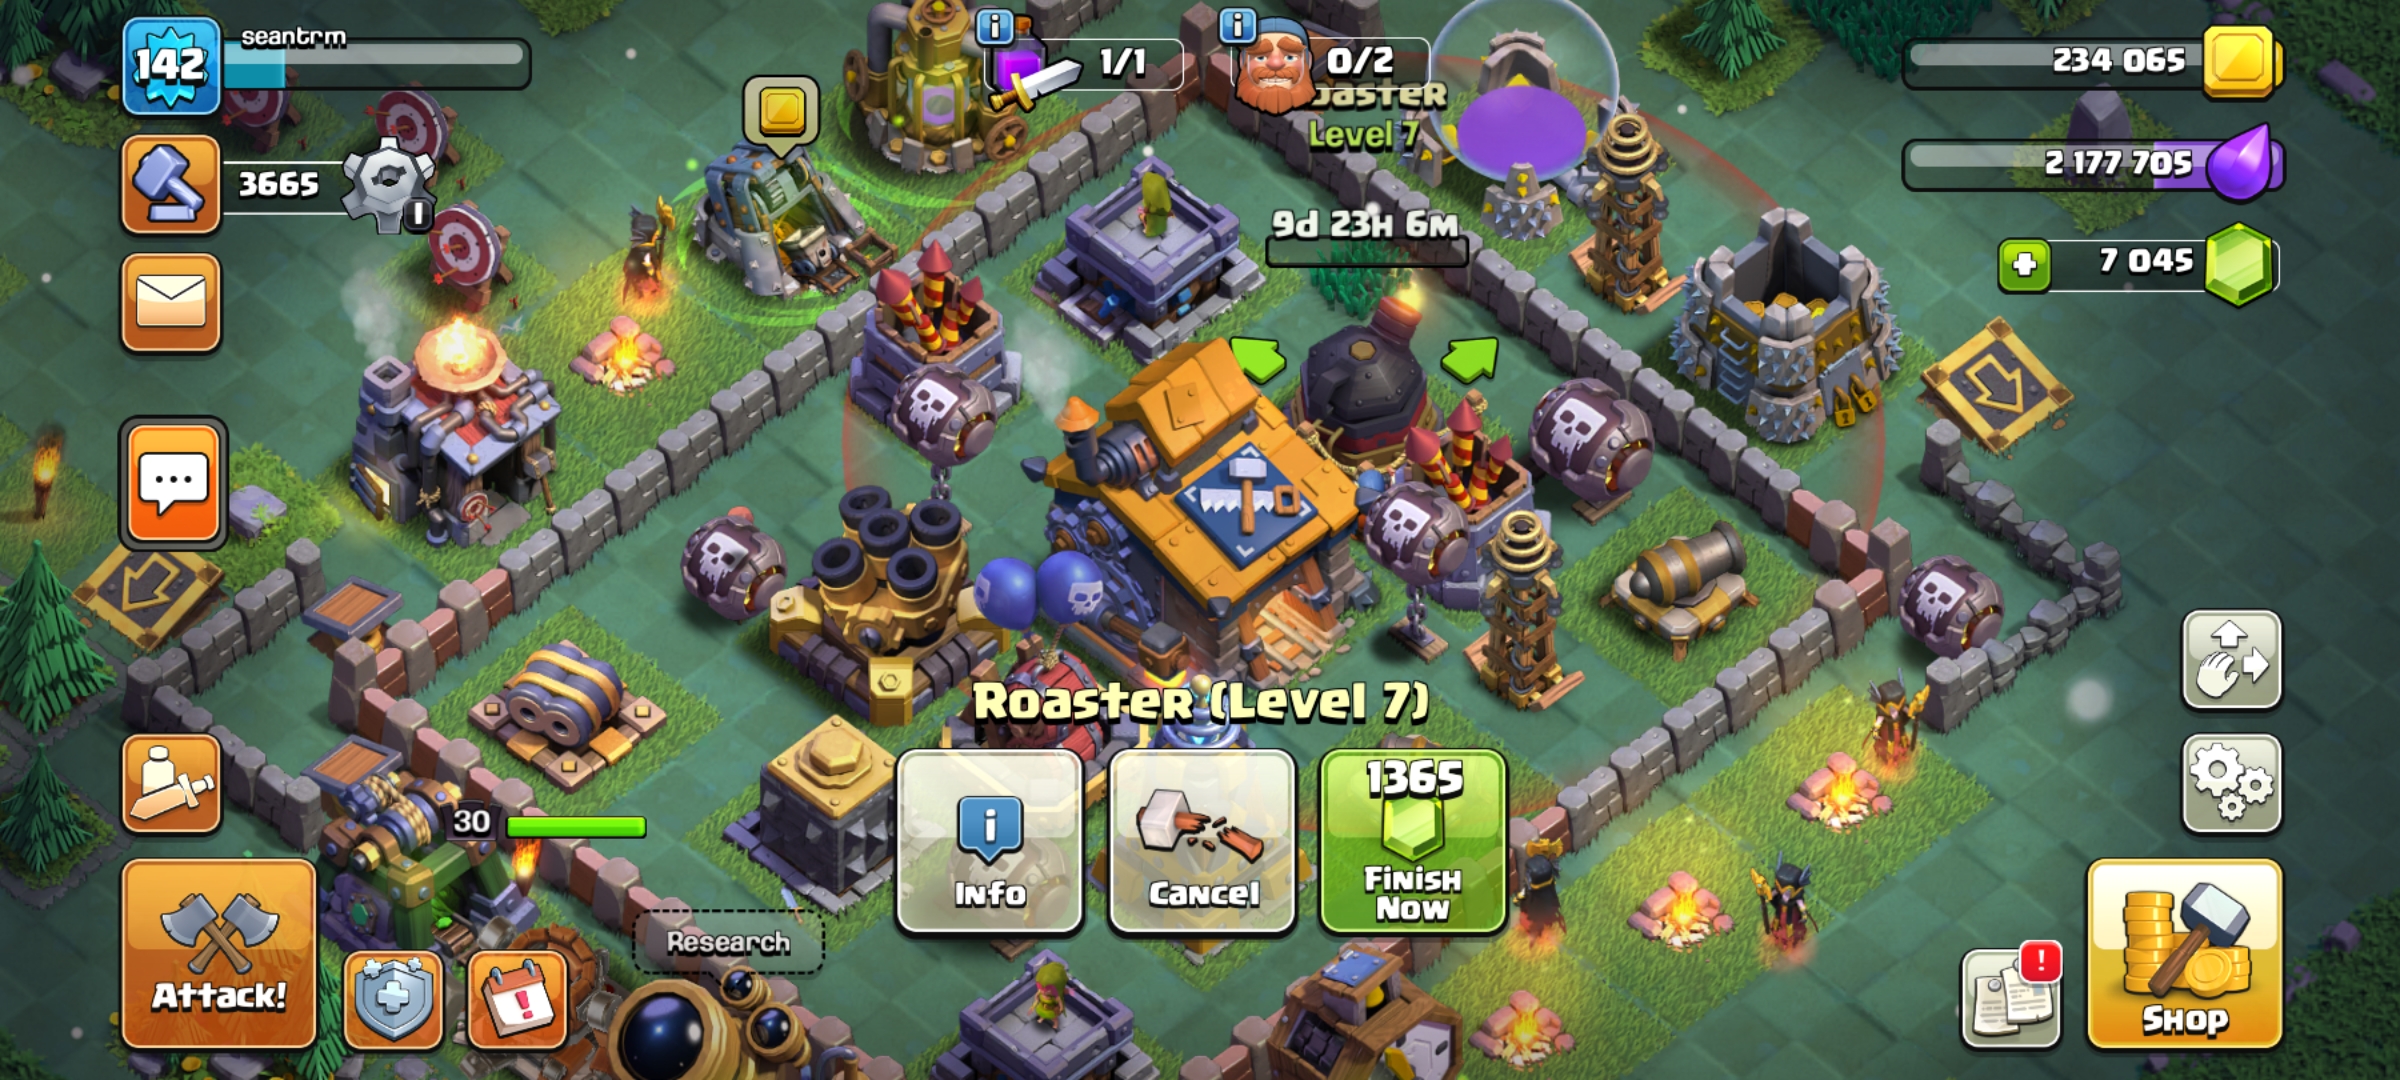 142
seantrm
1/1
0/2
234 065
Level 7
2 177 705
3665
I
9d 23H 6M
7 045
Roaster (Level 7)
1365
30
Info
Cancel
Finish
Now
Research
Attack!
!
Shop